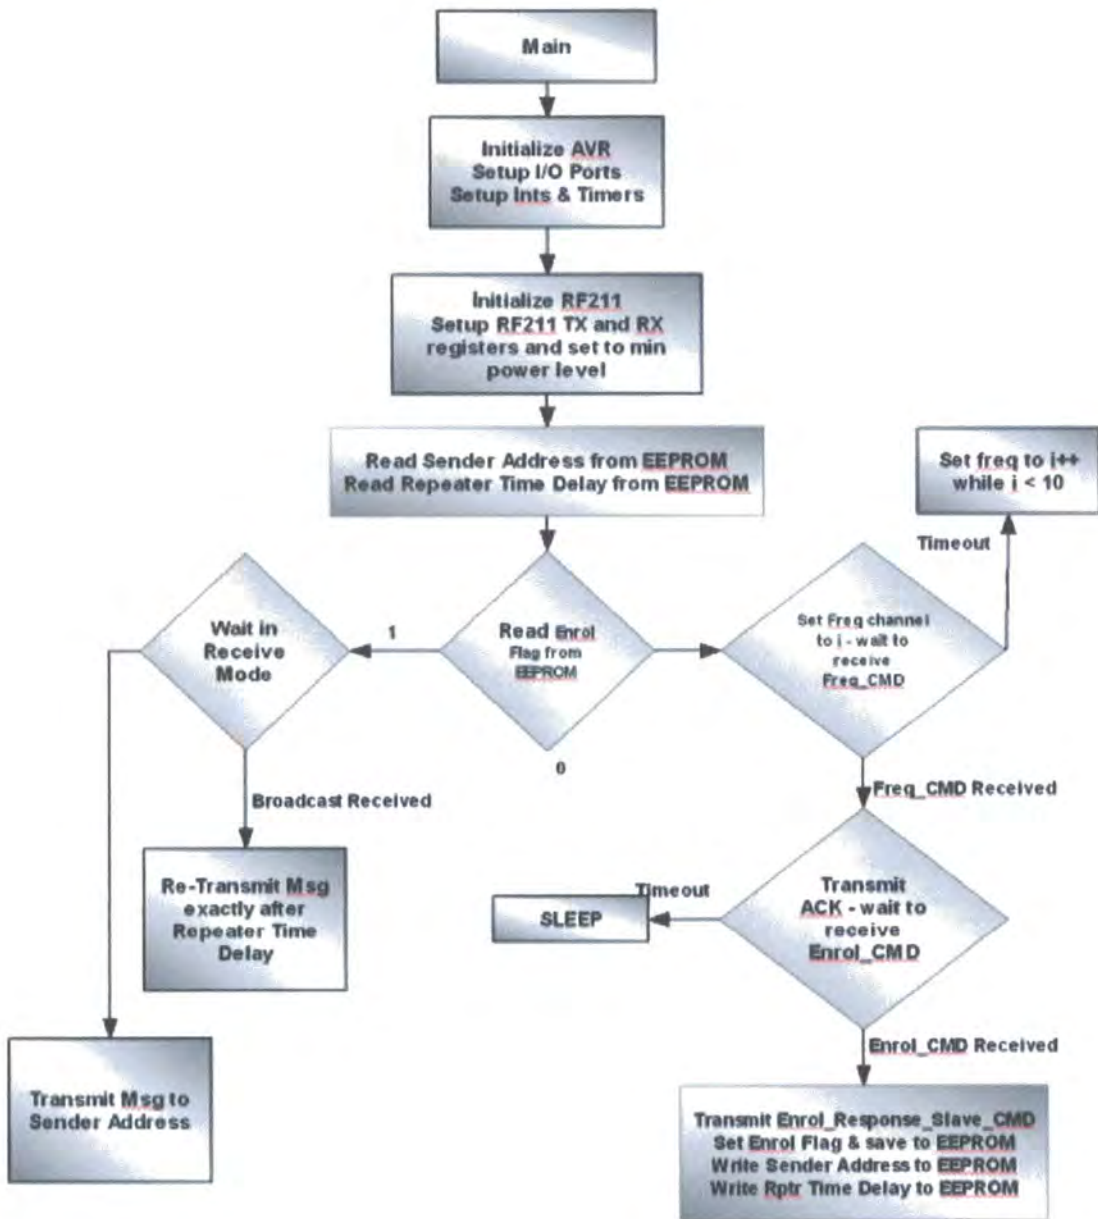 Main
Initialize AVR
Setup I/O Ports
Setup Ints & Timers
Initialize RF211
Setup RF211 TX and RX
registers and set to min
power level
Read Sender Address from EEPROM
Read Repeater Time Delay from EEPROM
Set freq to i++
while i < 10
Timeout
Wait in
Receive
Mode
1
Read Enrol
Flag from
EEPROM
0
Set Freq channel
to i - wait to
receive
Freq_CMD
Broadcast Received
Freq_CMD Received
Re-Transmit Msg
exactly after
Repeater Time
Delay
SLEEP
Timeout
Transmit
ACK - wait to
receive
Enrol_CMD
Enrol_CMD Received
Transmit Msg to
Sender Address
Transmit Enrol_Response_Slave_CMD
Set Enrol Flag & save to EEPROM
Write Sender Address to EEPROM
Write Rptr Time Delay to EEPROM